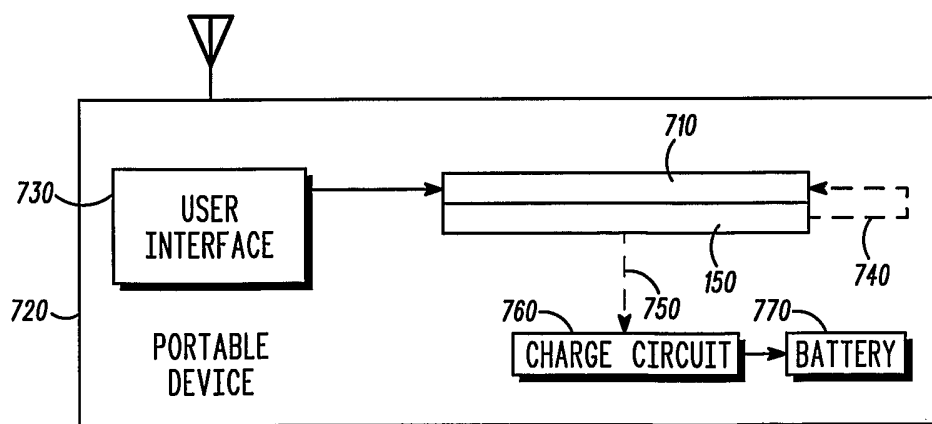 710
730
USER
INTERFACE
150
740
720
750
760
770
PORTABLE
DEVICE
CHARGE CIRCUIT
BATTERY